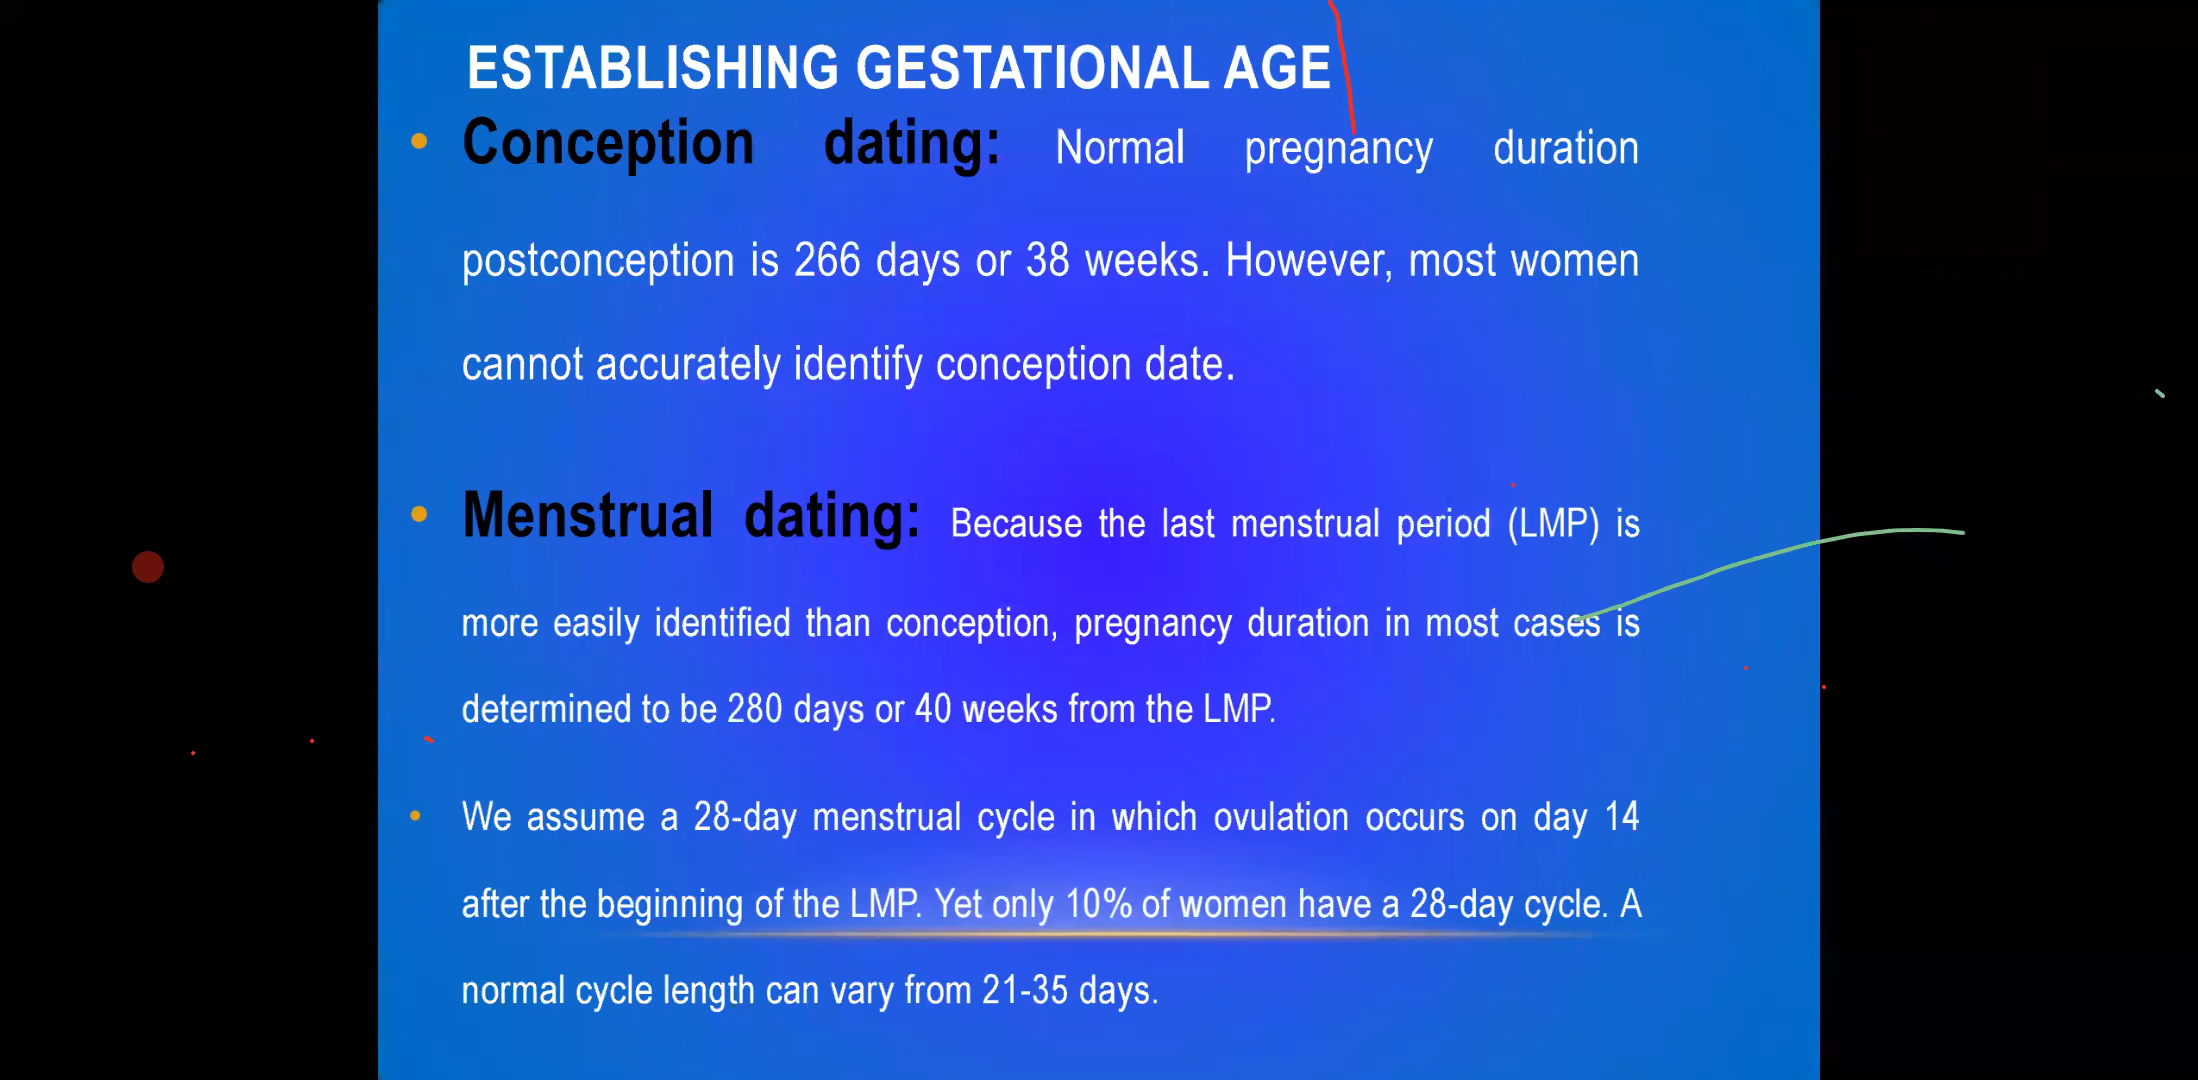 ESTABLISHING GESTATIONAL AGE
• Conception dating: Normal pregnancy duration
postconception is 266 days or 38 weeks. However, most women
cannot accurately identify conception date.
• Menstrual dating: Because the last menstrual period (LMP) is
more easily identified than conception, pregnancy duration in most cases is
determined to be 280 days or 40 weeks from the LMP.
• We assume a 28-day menstrual cycle in which ovulation occurs on day 14
after the beginning of the LMP. Yet only 10% of women have a 28-day cycle. A
normal cycle length can vary from 21-35 days.